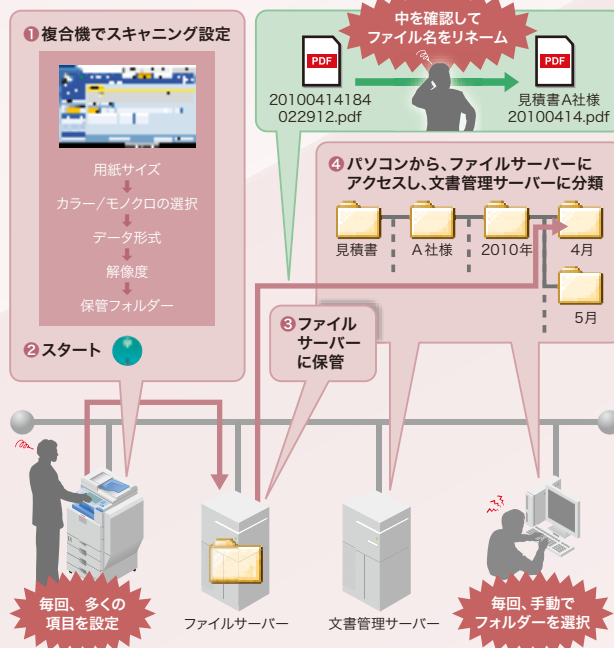 ❶複合機でスキャニング設定
用紙サイズ
カラー/モノクロの選択
データ形式
解像度
保管フォルダー
❷スタート
中を確認して
ファイル名をリネーム
PDF
20100414184
022912.pdf
PDF
見積書A社様
20100414.pdf
❹パソコンから、ファイルサーバーに
アクセスし、文書管理サーバーに分類
見積書
A社様
2010年
4月
5月
❸ファイル
サーバー
に保管
毎回、多くの
項目を設定
ファイルサーバー
文書管理サーバー
毎回、手動で
フォルダーを選択